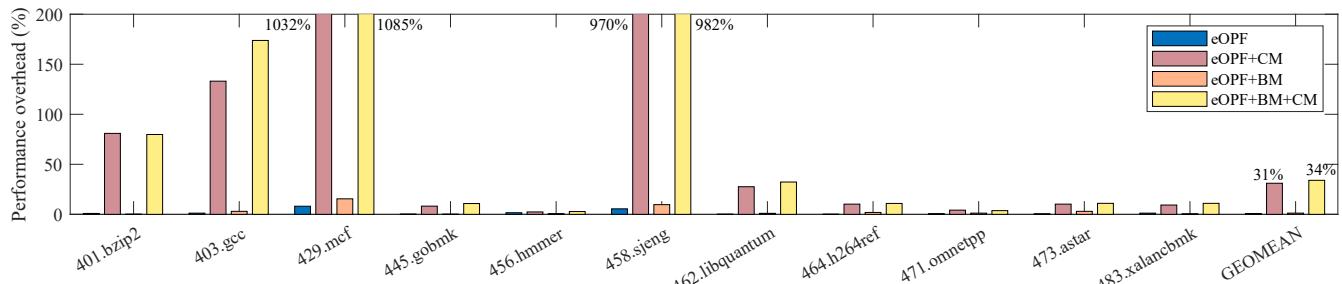 Performance overhead (%)
200
150
100
50
0
1032%
1085%
970%
982%
31%
34%
eOPF
eOPF+CM
eOPF+BM
eOPF+BM+CM
401.bzip2
403.gcc
429.mcf
445.gobmk
456.hmmer
458.sjeng
462.libquantum
464.h264ref
471.omnetpp
473.astar
483.xalancbmk
GEOMEAN